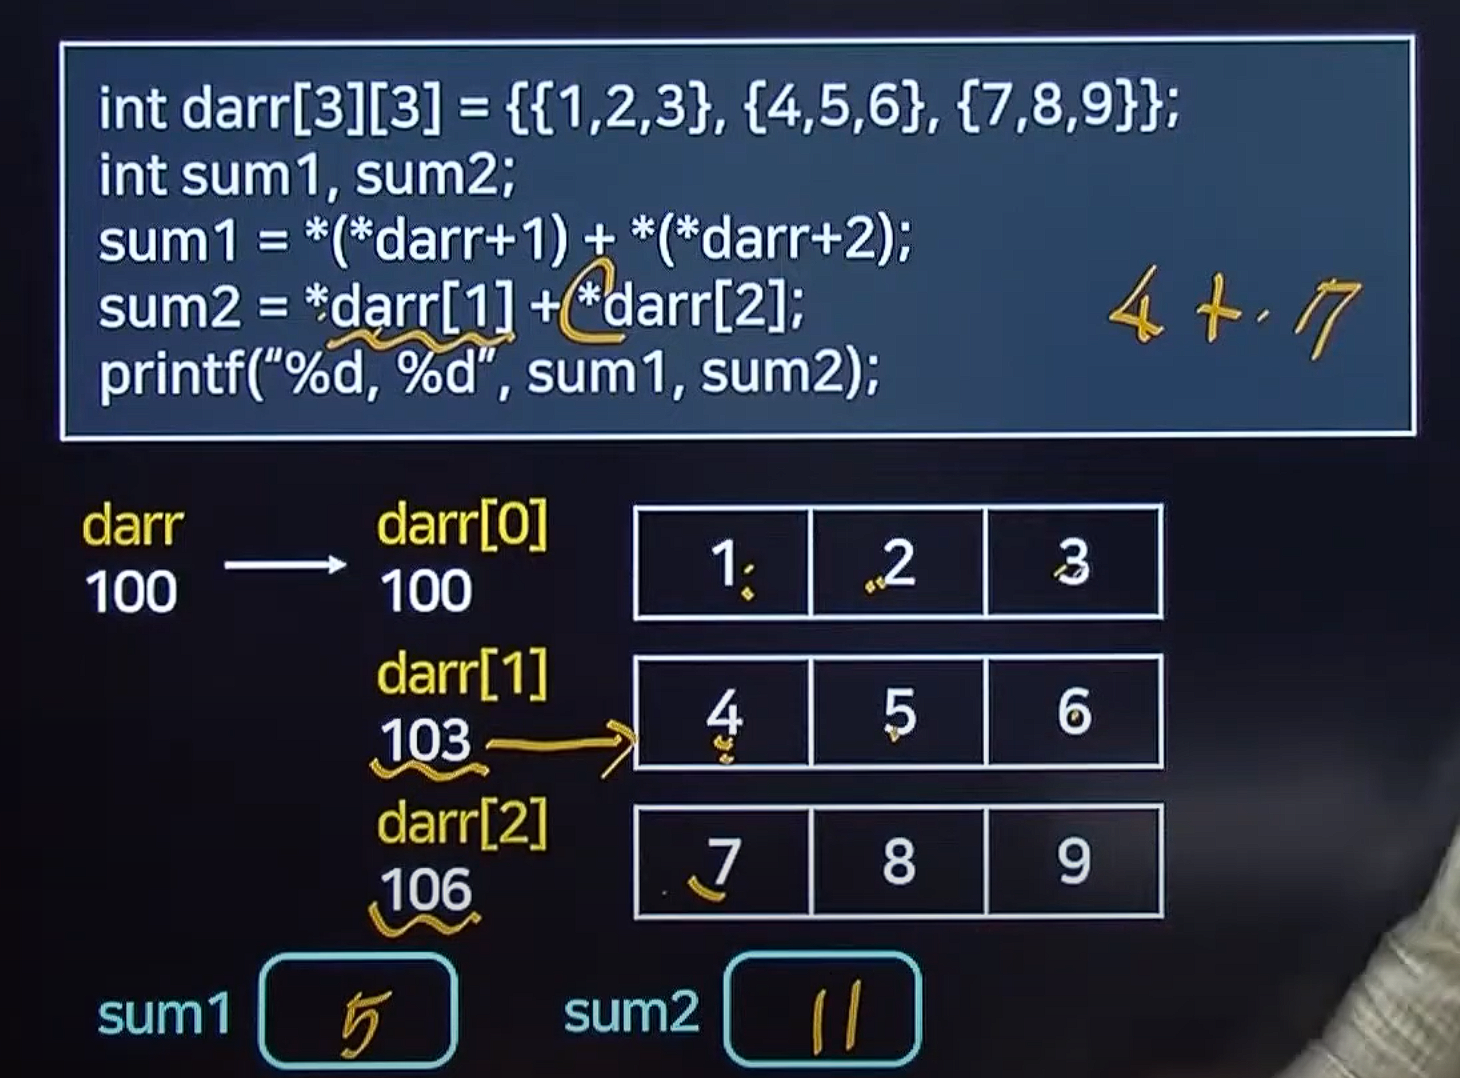 int darr[3][3] = {{1,2,3}, {4,5,6}, {7,8,9}};
int sum1, sum2;
sum1 = *(*darr+1) + *(*darr+2);
sum2 = *darr[1] + *darr[2];
4 + 7
printf("%d, %d", sum1, sum2);
darr
100
darr[0]
100
1 2 3
darr[1]
103
4 5 6
darr[2]
106
7 8 9
sum1 5 sum2 11